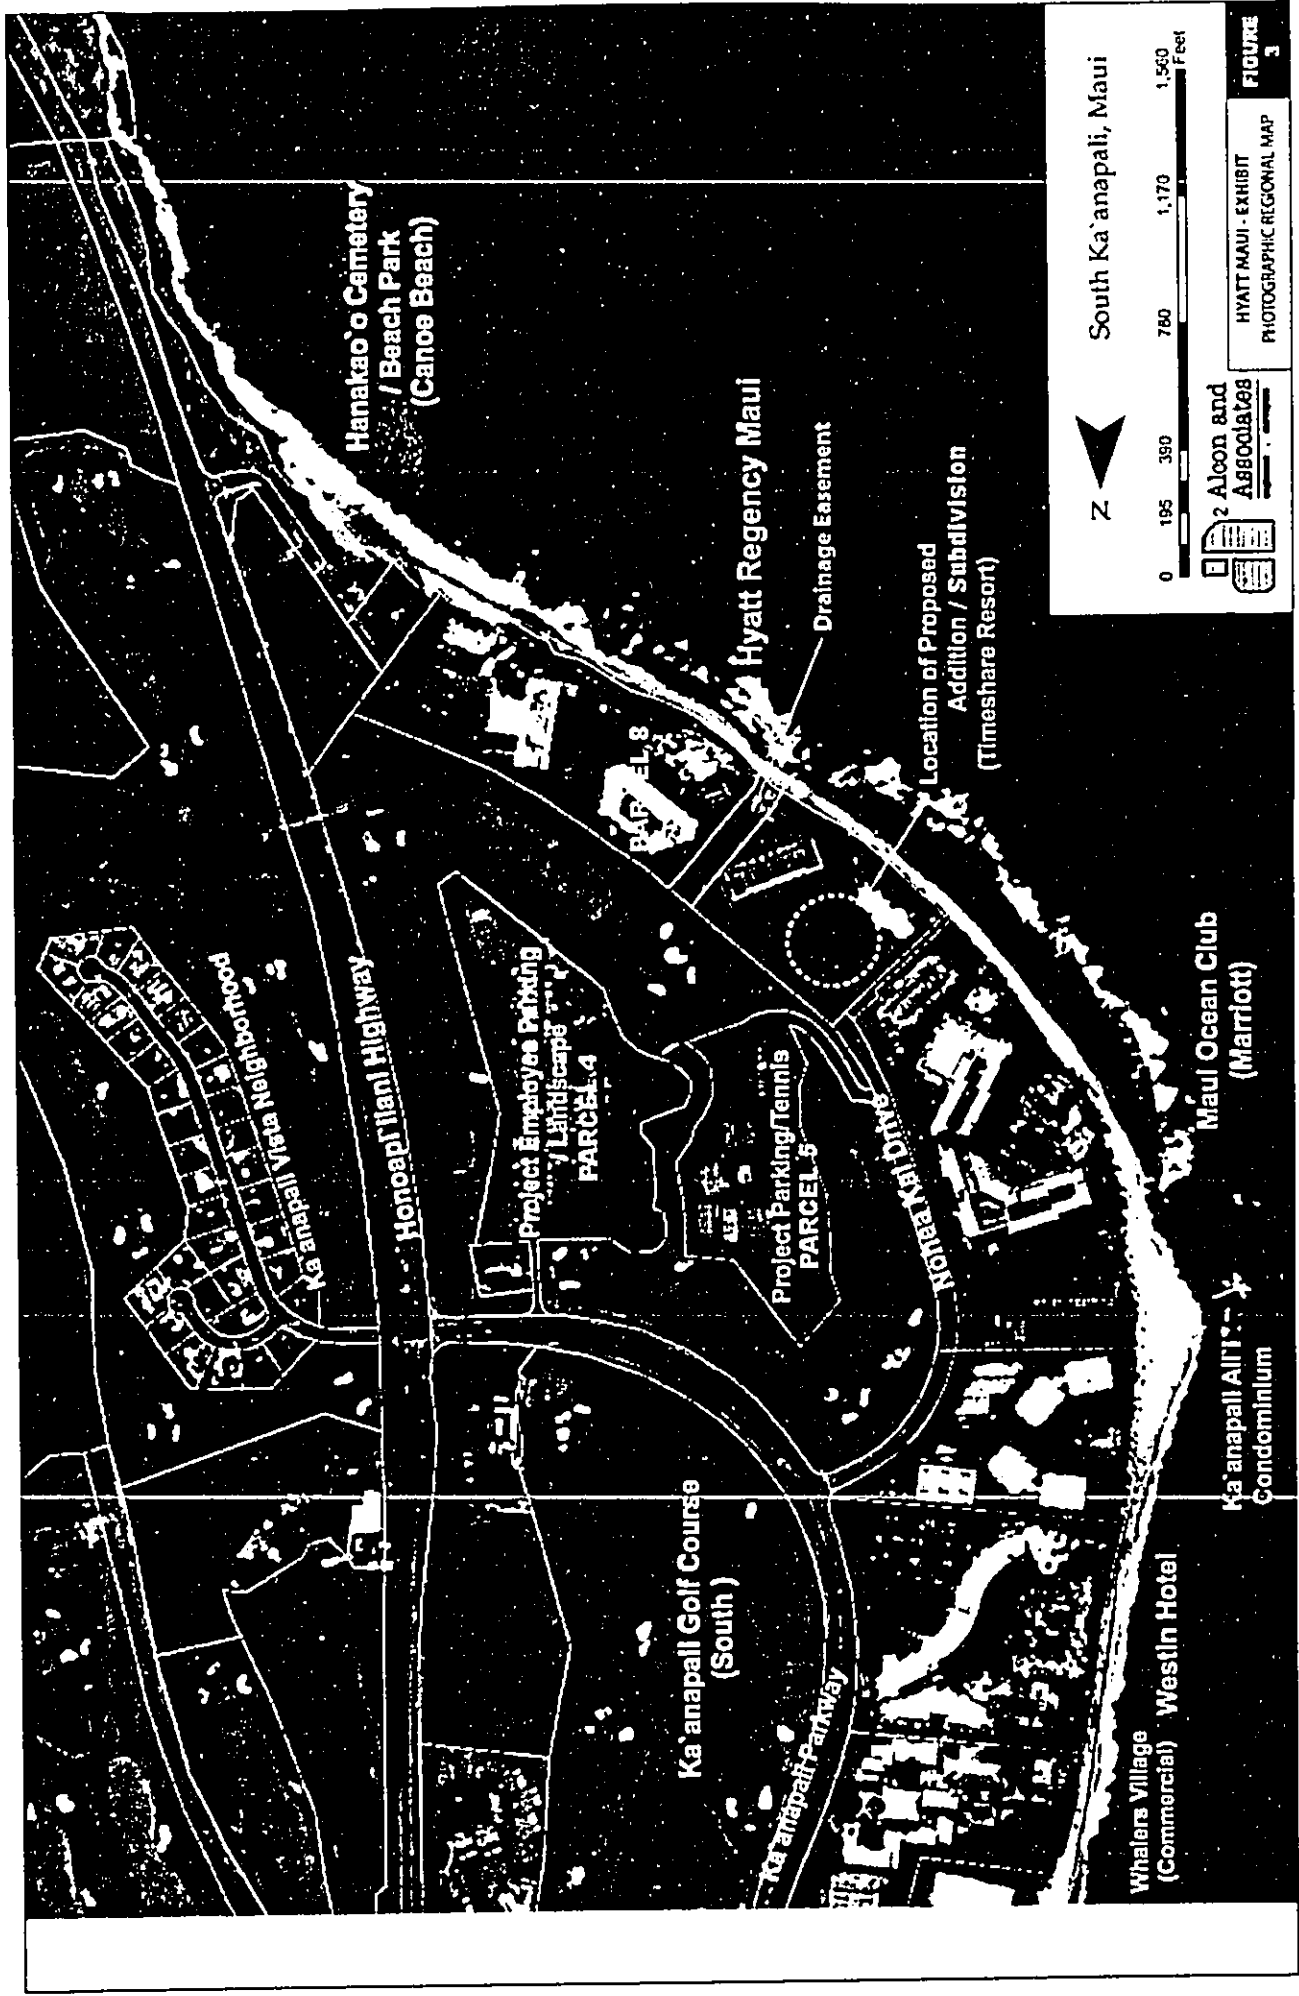 Hanakao`o Cemetery
/ Beach Park
(Canoe Beach)
Hyatt Regency Maui
Drainage Easement
Location of Proposed
Addition / Subdivision
(Timeshare Resort)
PARCEL 8
Ka`anapali Vista Neighborhood
Honoapi`ilani Highway
Project Employee Parking
/ Landscape
PARCEL 4
Project Parking/Tennis
PARCEL 5
Nohea Kai Drive
Maui Ocean Club
(Marriott)
Ka`anapali Ali`i
Condominium
Ka`anapali Golf Course
(South)
Ka`anapali Parkway
Westin Hotel
Whalers Village
(Commercial)
South Ka`anapali, Maui
N
0 195 390 780 1,170 1,560
Feet
Alcon and
Associates
HYATT MAUI - EXHIBIT
PHOTOGRAPHIC REGIONAL MAP
FIGURE
3